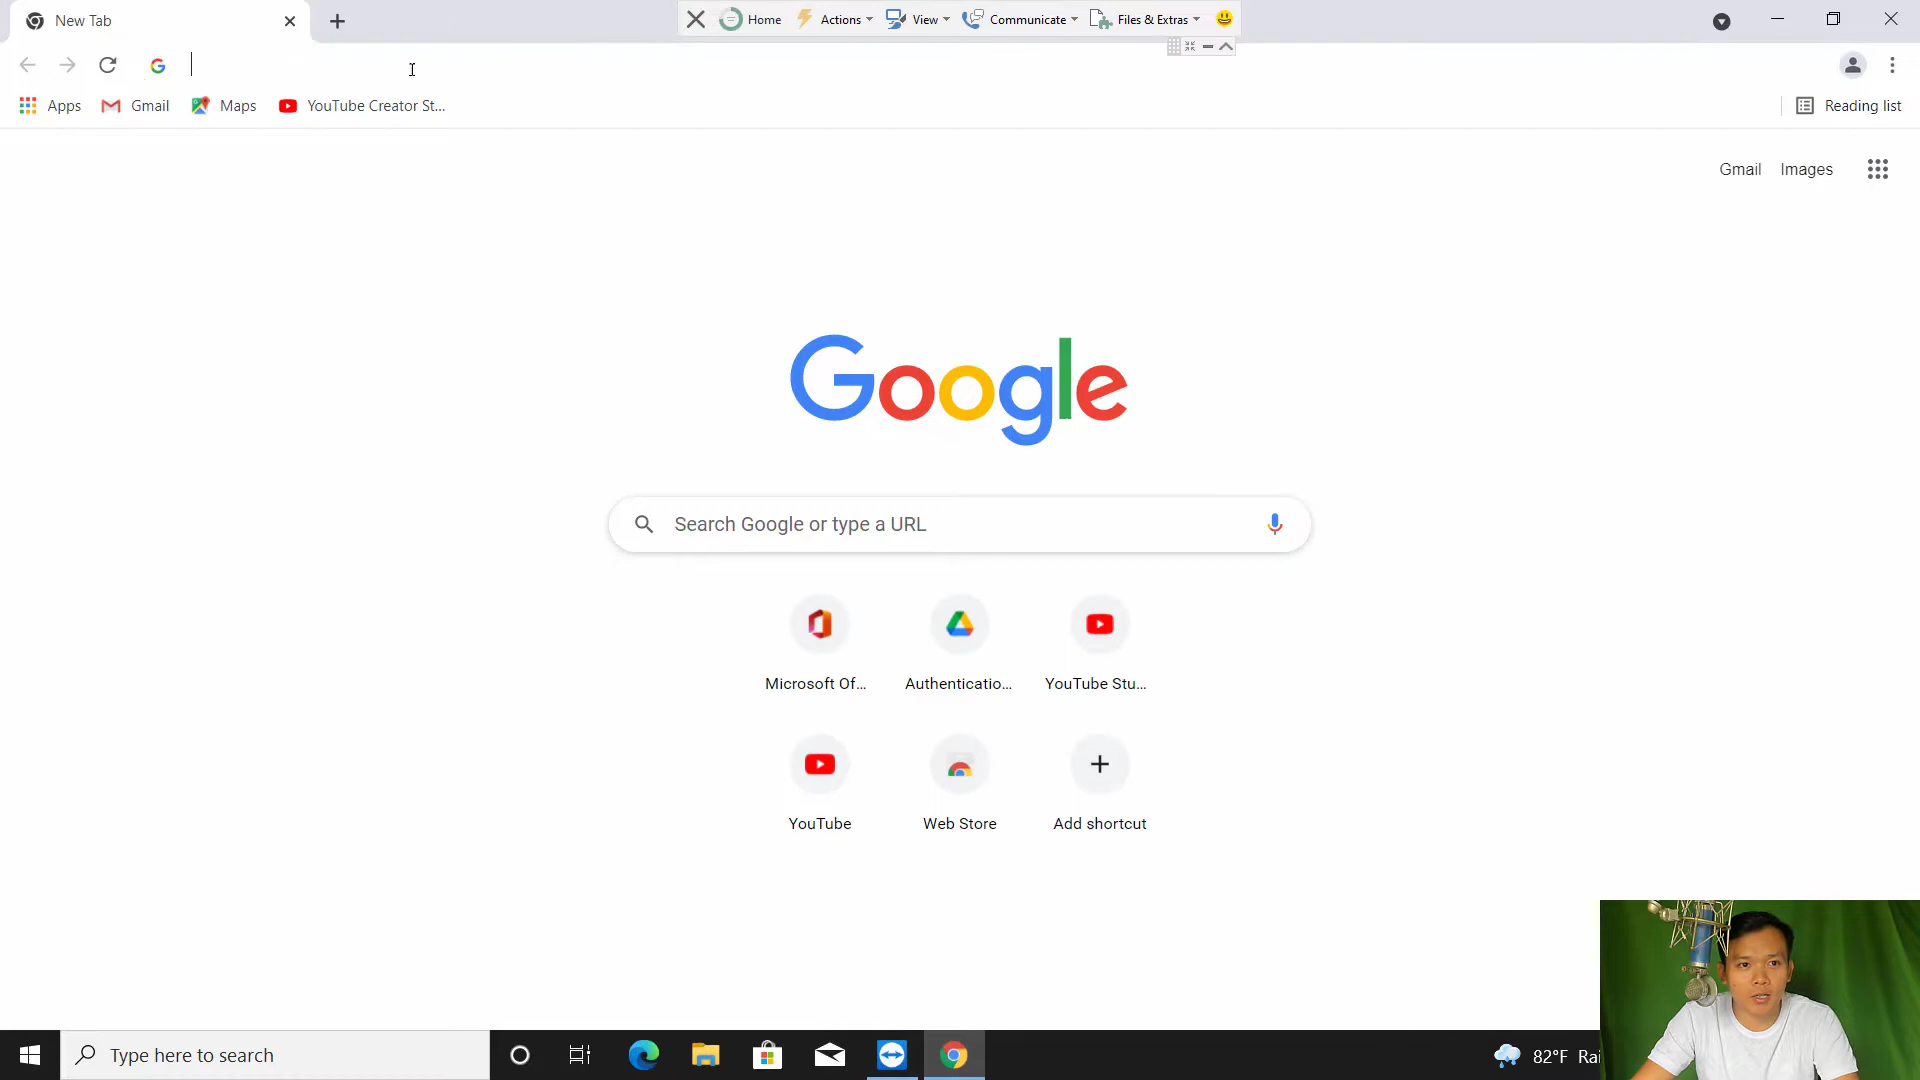 New Tab
Home Actions View Communicate Files & Extras
Apps Gmail Maps YouTube Creator St... Reading list
Gmail Images
Google
Search Google or type a URL
Microsoft Of... Authenticatio... YouTube Stu...
YouTube Web Store Add shortcut
Type here to search 82°F Rai